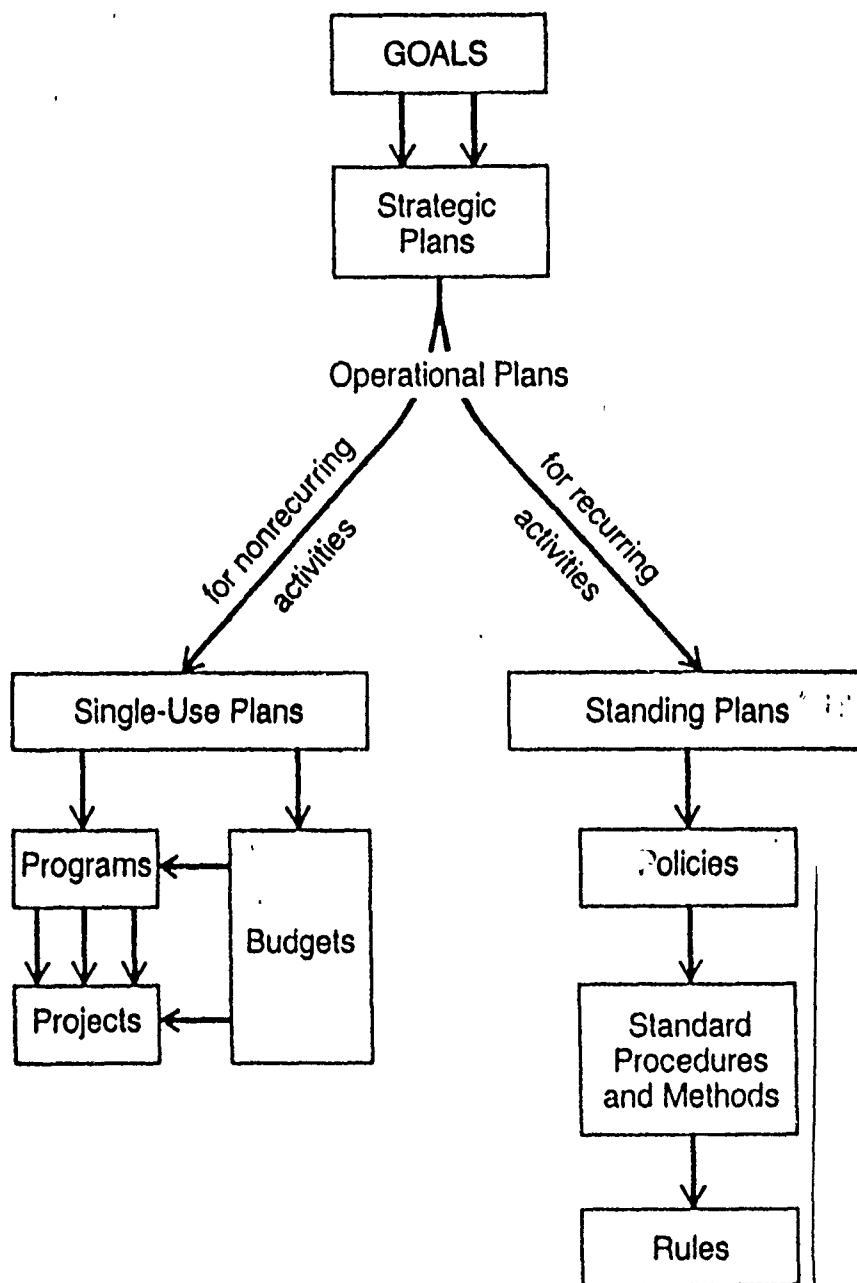 GOALS
Strategic
Plans
Operational Plans
for nonrecurring
activities
for recurring
activities
Single-Use Plans
Standing Plans
Programs
Budgets
Projects
Policies
Standard
Procedures
and Methods
Rules